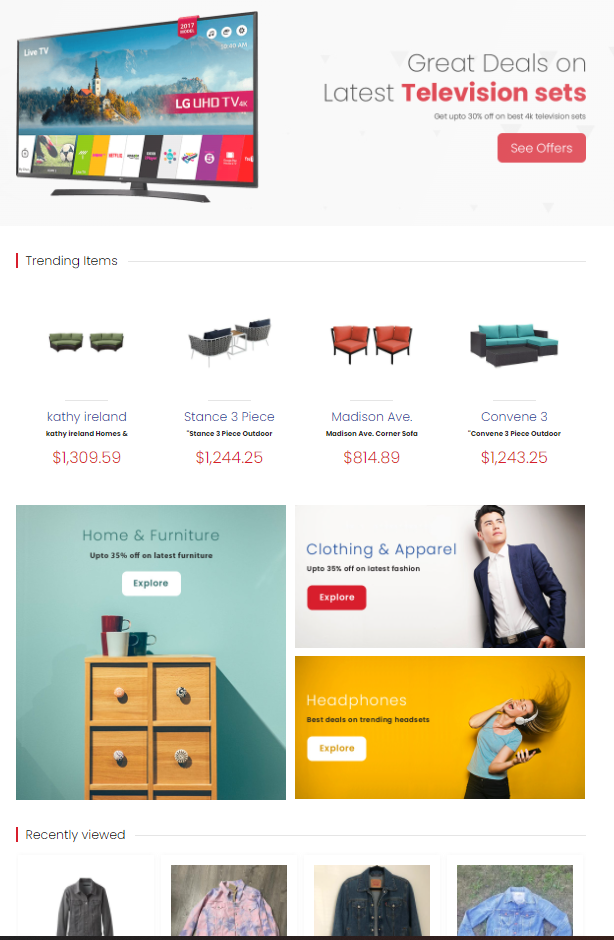 2017
MODEL
Live TV
10:40 AM
LG UHD TV 4K
Great Deals on
Latest Television sets
Get upto 30% off on best 4k television sets
See Offers
Trending Items
kathy ireland
Stance 3 Piece
Madison Ave.
Convene 3
kathy ireland Homes &
"Stance 3 Piece Outdoor
Madison Ave. Corner Sofa
"Convene 3 Piece Outdoor
$1,309.59
$1,244.25
$814.89
$1,243.25
Home & Furniture
Upto 35% off on latest furniture
Explore
Clothing & Apparel
Upto 35% off on latest fashion
Explore
Headphones
Best deals on trending headsets
Explore
Recently viewed